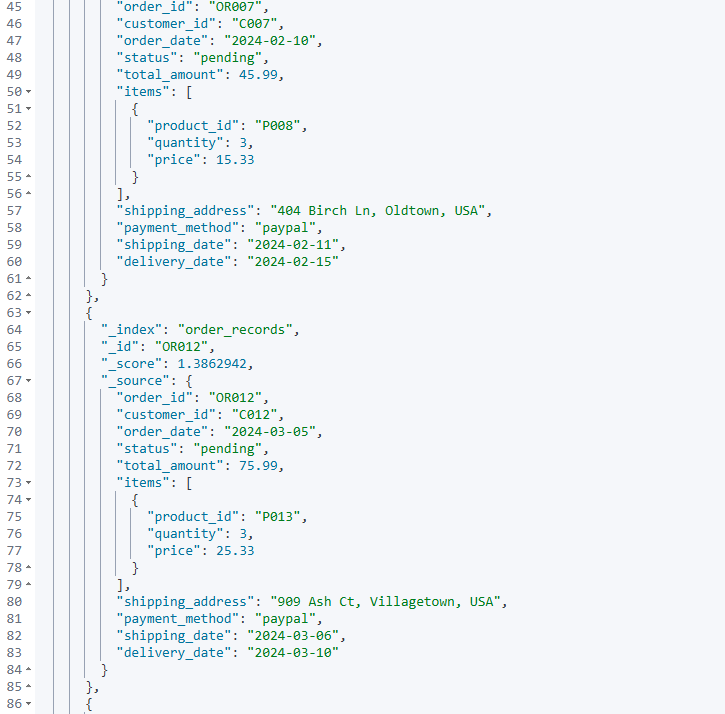 45 "order_id": "OR007",
46 "customer_id": "C007",
47 "order_date": "2024-02-10",
48 "status": "pending",
49 "total_amount": 45.99,
50 "items": [
51 {
52 "product_id": "P008",
53 "quantity": 3,
54 "price": 15.33
55 }
56 ],
57 "shipping_address": "404 Birch Ln, Oldtown, USA",
58 "payment_method": "paypal",
59 "shipping_date": "2024-02-11",
60 "delivery_date": "2024-02-15"
61 }
62 },
63 {
64 "_index": "order_records",
65 "_id": "OR012",
66 "_score": 1.3862942,
67 "_source": {
68 "order_id": "OR012",
69 "customer_id": "C012",
70 "order_date": "2024-03-05",
71 "status": "pending",
72 "total_amount": 75.99,
73 "items": [
74 {
75 "product_id": "P013",
76 "quantity": 3,
77 "price": 25.33
78 }
79 ],
80 "shipping_address": "909 Ash Ct, Villagetown, USA",
81 "payment_method": "paypal",
82 "shipping_date": "2024-03-06",
83 "delivery_date": "2024-03-10"
84 }
85 },
86 {